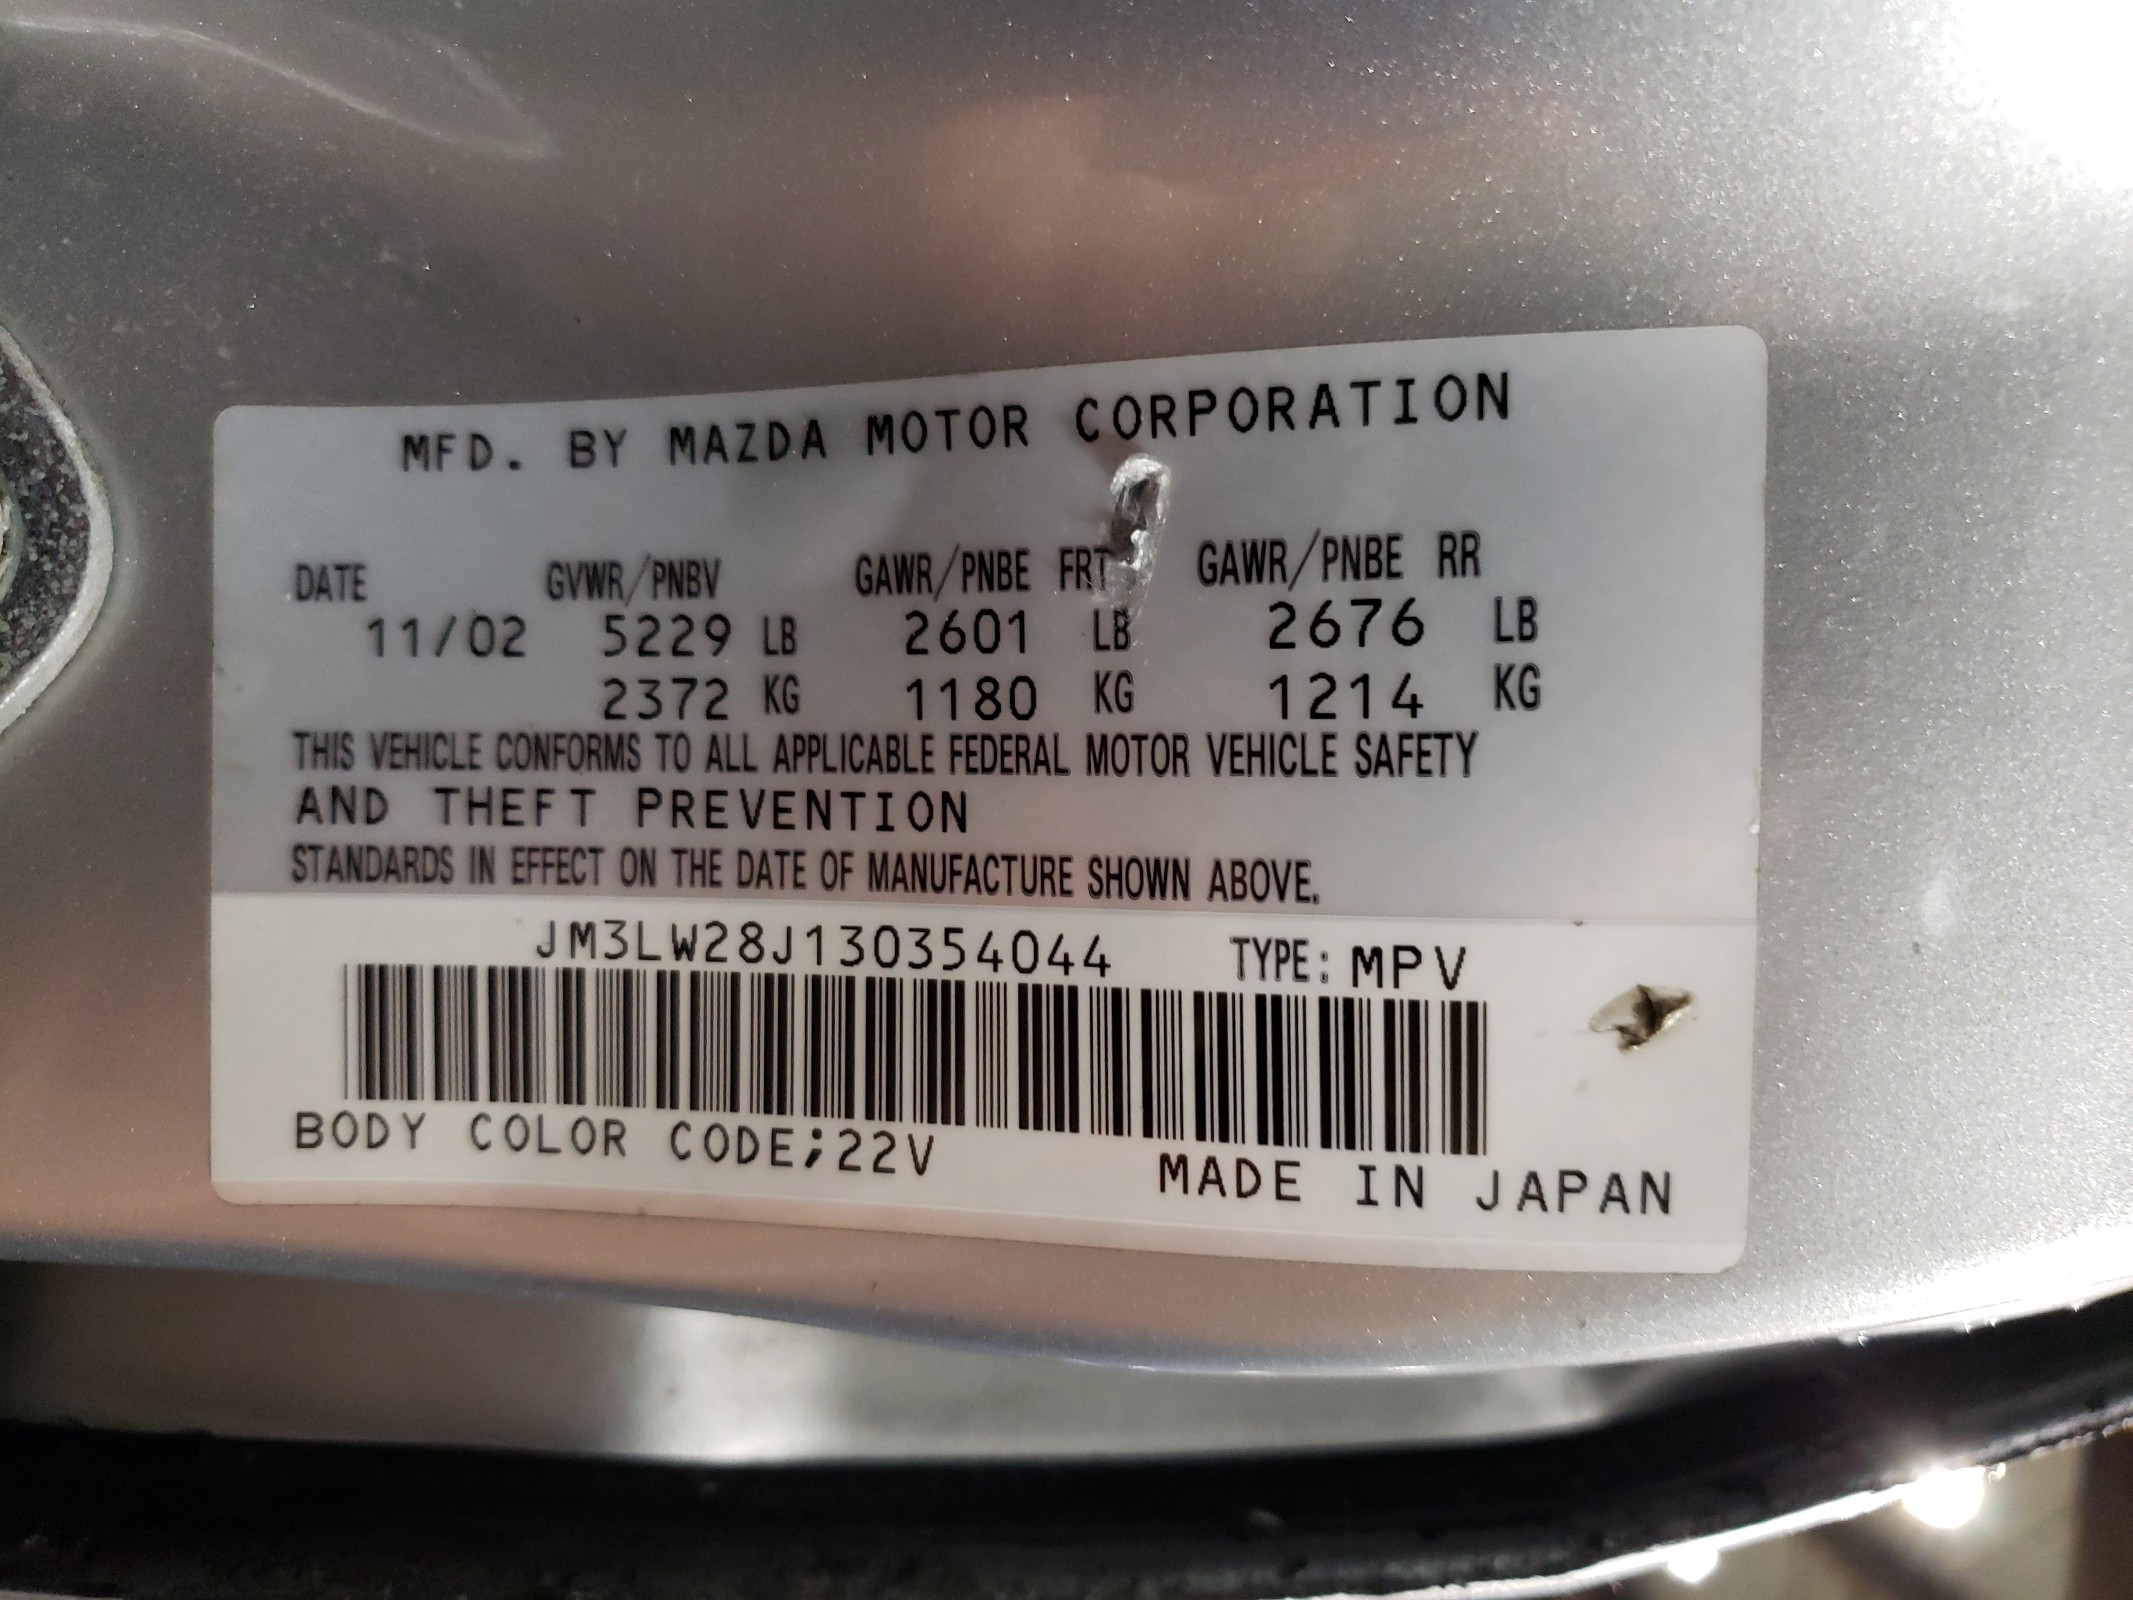 MFD. BY MAZDA MOTOR CORPORATION
DATE GVWR/PNBV GAWR/PNBE FRT GAWR/PNBE RR
11/02 5229 LB 2601 LB 2676 LB
2372 KG 1180 KG 1214 KG
THIS VEHICLE CONFORMS TO ALL APPLICABLE FEDERAL MOTOR VEHICLE SAFETY
AND THEFT PREVENTION
STANDARDS IN EFFECT ON THE DATE OF MANUFACTURE SHOWN ABOVE.
JM3LW28J130354044 TYPE: MPV
BODY COLOR CODE;22V
MADE IN JAPAN